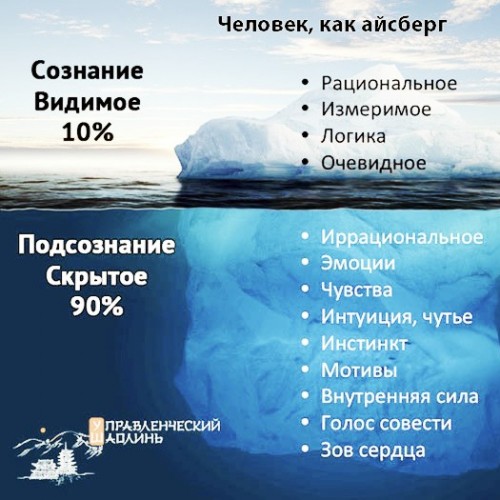 Человек, как айсберг
Сознание
Видимое
10%
• Рациональное
• Измеримое
• Логика
• Очевидное
Подсознание
Скрытое
90%
• Иррациональное
• Эмоции
• Чувства
• Интуиция, чутье
• Инстинкт
• Мотивы
• Внутренняя сила
• Голос совести
• Зов сердца
Управленческий
Шаолинь